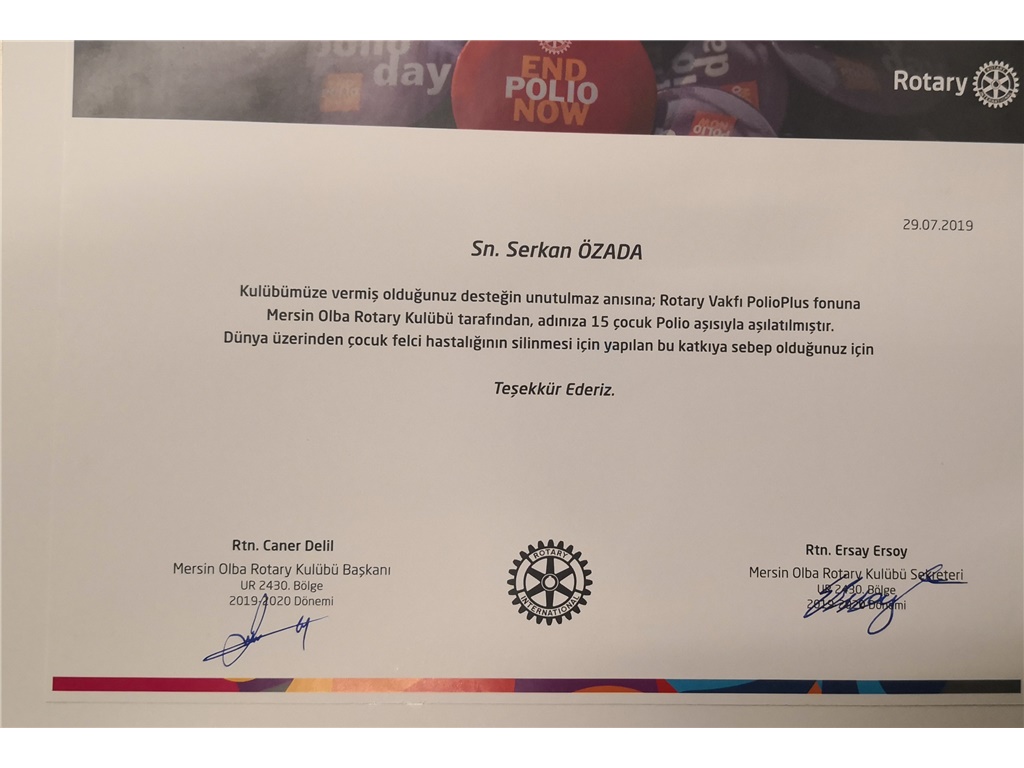 polio
day
END
POLIO
NOW
Rotary
29.07.2019
Sn. Serkan ÖZADA
Kulübümüze vermiş olduğunuz desteğin unutulmaz anısına; Rotary Vakfı PolioPlus fonuna
Mersin Olba Rotary Kulübü tarafından, adınıza 15 çocuk Polio aşısıyla aşılatılmıştır.
Dünya üzerinden çocuk felci hastalığının silinmesi için yapılan bu katkıya sebep olduğunuz için
Teşekkür Ederiz.
Rtn. Caner Delil
Mersin Olba Rotary Kulübü Başkanı
UR 2430. Bölge
2019-2020 Dönemi
ROTARY
INTERNATIONAL
Rtn. Ersay Ersoy
Mersin Olba Rotary Kulübü Sekreteri
UR 2430. Bölge
2019-2020 Dönemi